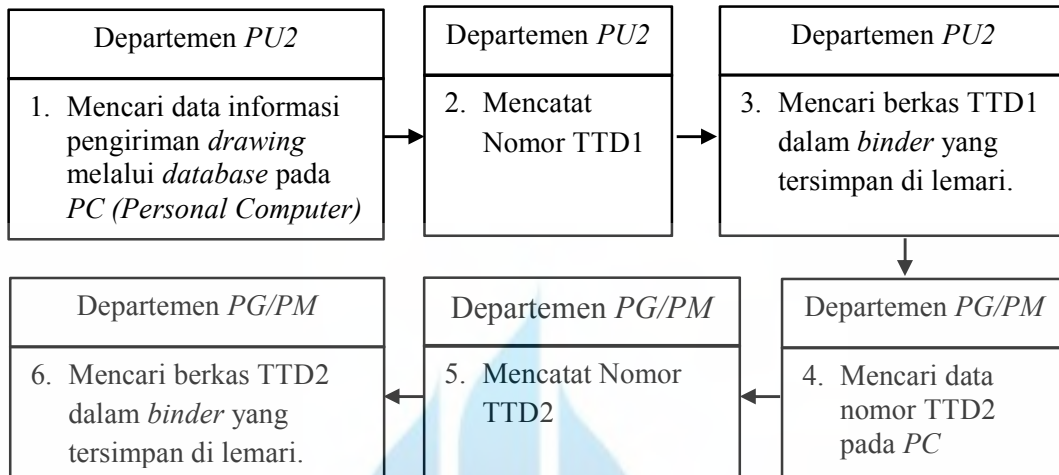 Departemen PU2
1. Mencari data informasi
pengiriman drawing
melalui database pada
PC (Personal Computer)
Departemen PU2
2. Mencatat
Nomor TTD1
Departemen PU2
3. Mencari berkas TTD1
dalam binder yang
tersimpan di lemari.
Departemen PG/PM
4. Mencari data
nomor TTD2
pada PC
Departemen PG/PM
5. Mencatat Nomor
TTD2
Departemen PG/PM
6. Mencari berkas TTD2
dalam binder yang
tersimpan di lemari.